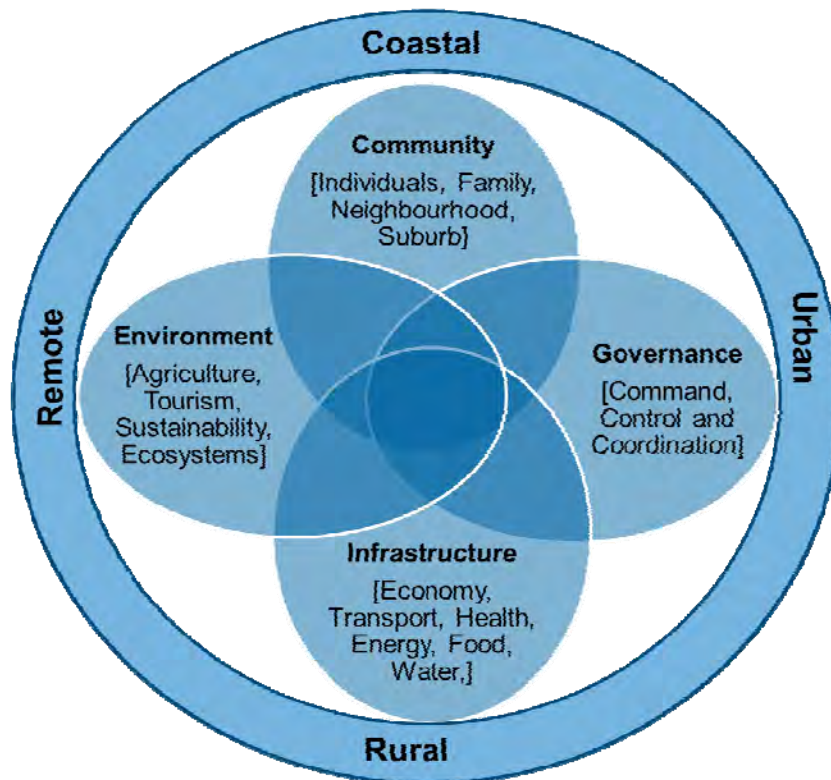 Coastal
Community
[Individuals, Family,
Neighbourhood,
Suburb]
Remote
Environment
[Agriculture,
Tourism,
Sustainability,
Ecosystems]
Governance
[Command,
Control and
Coordination]
Urban
Infrastructure
[Economy,
Transport, Health,
Energy, Food,
Water,]
Rural